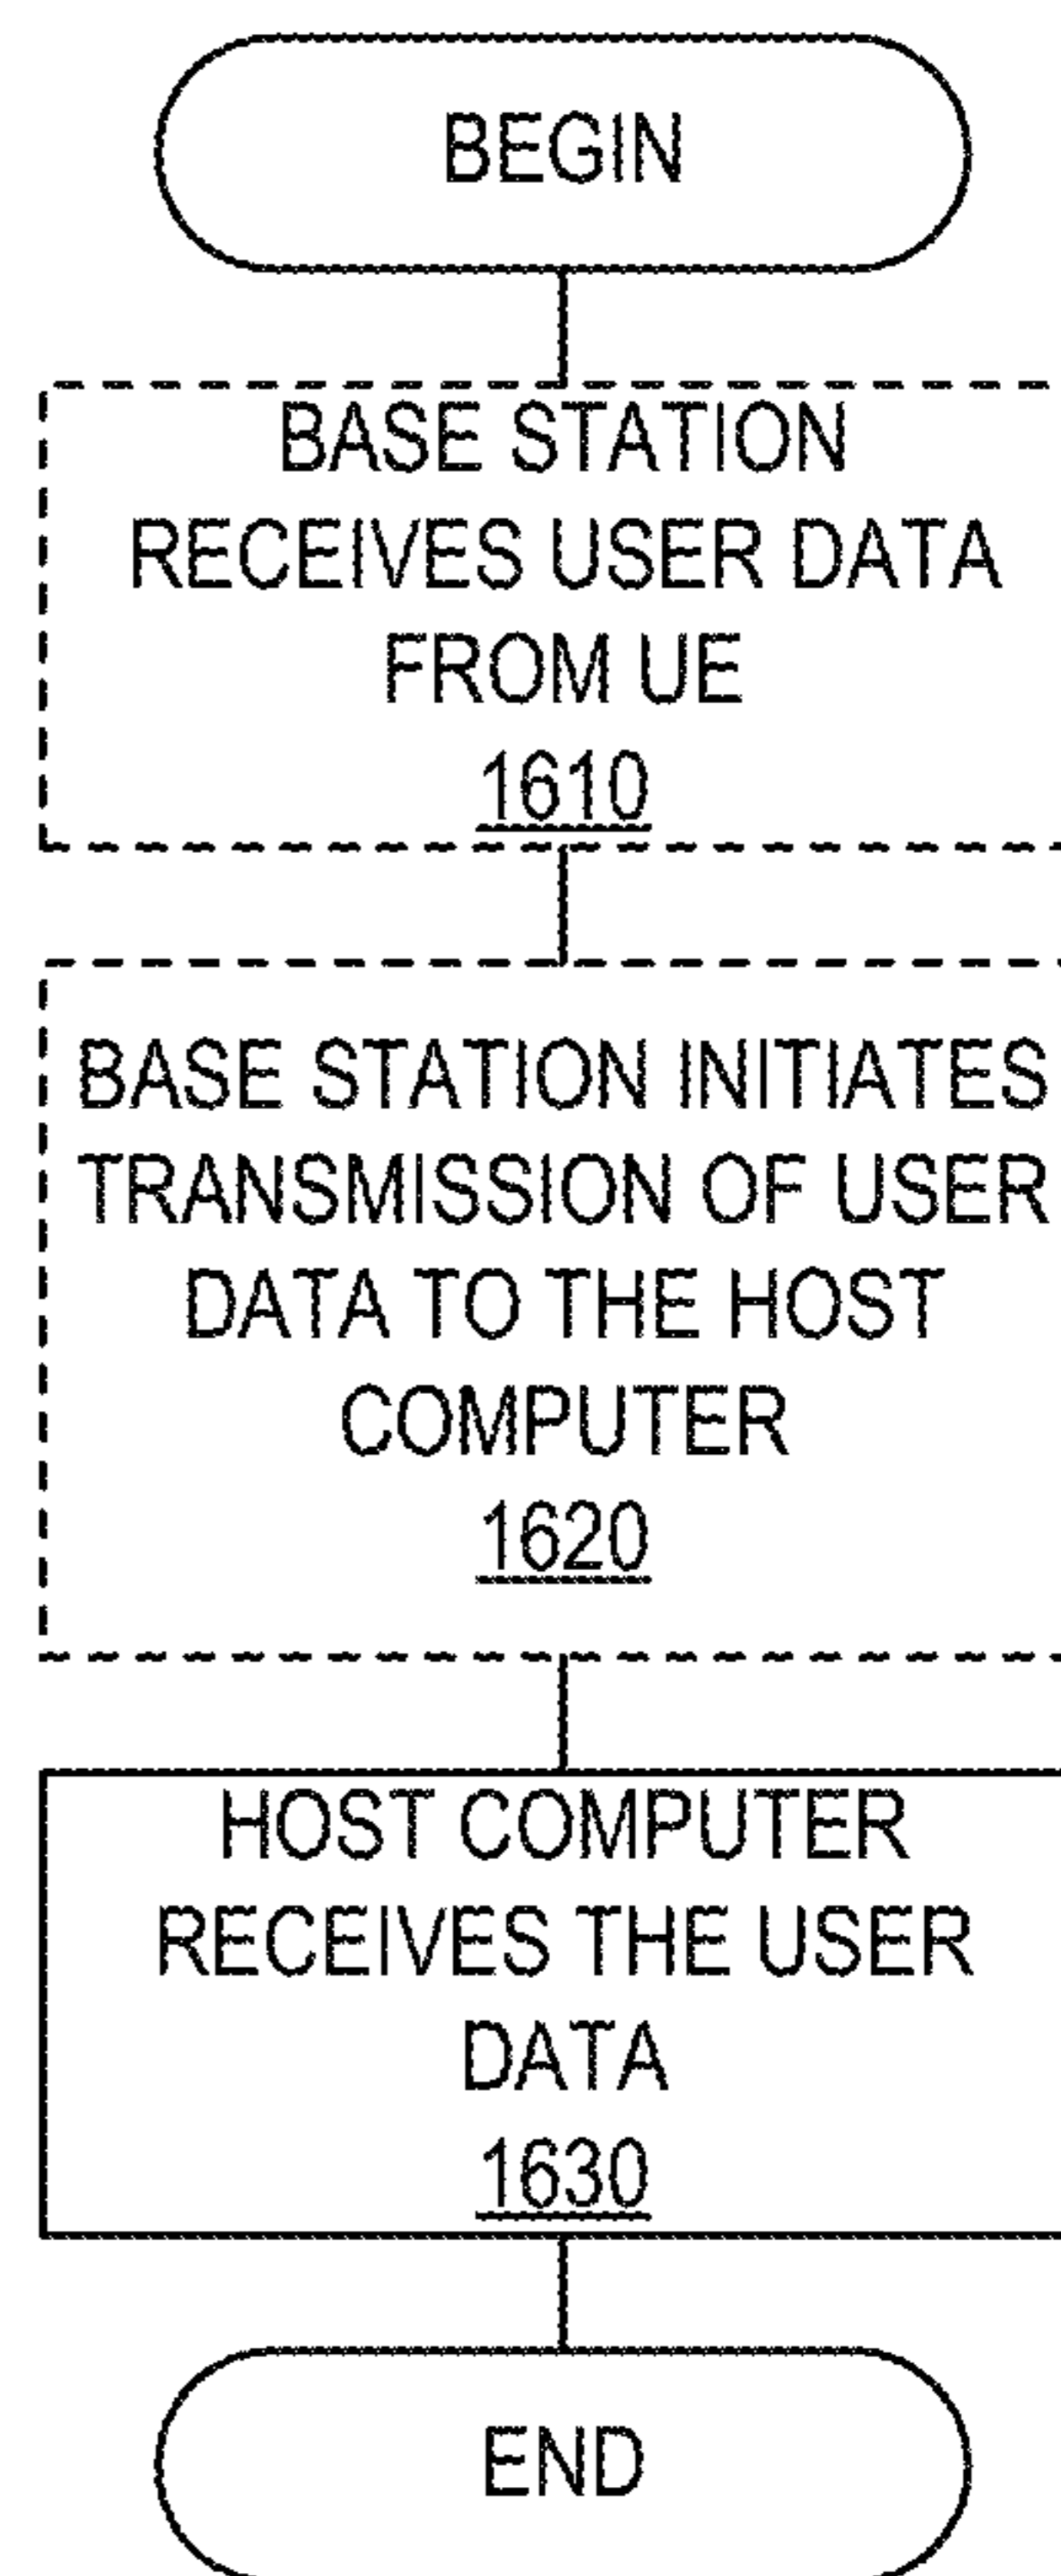 BEGIN
BASE STATION
RECEIVES USER DATA
FROM UE
1610
BASE STATION INITIATES
TRANSMISSION OF USER
DATA TO THE HOST
COMPUTER
1620
HOST COMPUTER
RECEIVES THE USER
DATA
1630
END